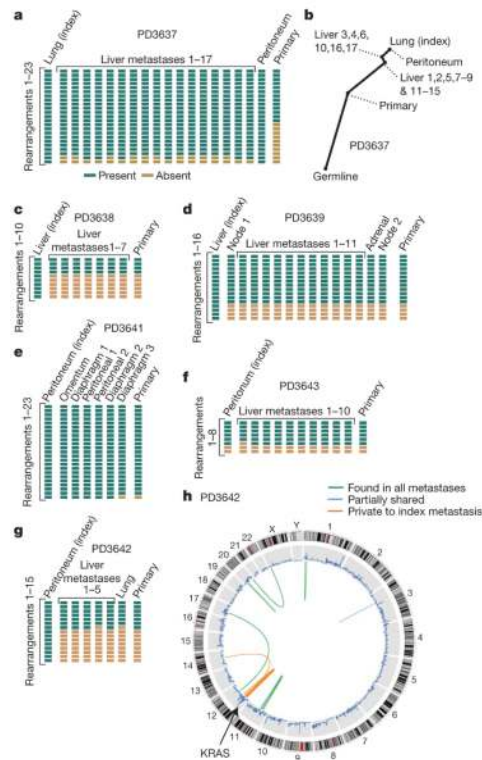 a
PD3637
Lung (index)
Liver metastases 1–17
Peritoneum
Primary
Rearrangements 1–23
Present
Absent
b
Liver 3,4,6,
10,16,17
Lung (index)
Peritoneum
Liver 1,2,5,7–9
& 11–15
Primary
PD3637
Germline
c
PD3638
Liver (index)
Liver
metastases1–7
Primary
Rearrangements 1–10
d
PD3639
Liver (index)
Node 1
Liver metastases 1–11
Adrenal
Node 2
Primary
Rearrangements 1–16
e
PD3641
Peritoneum (index)
Omentum
Diaphragm 1
Peritoneal 1
Peritoneal 2
Diaphragm 2
Diaphragm 3
Primary
Rearrangements 1–23
f
PD3643
Peritonum (index)
Liver metastases 1–10
Primary
Rearrangements
1–8
g
PD3642
Peritoneum (index)
Liver
metastases
1–5
Lung
Primary
Rearrangements 1–15
h
PD3642
Found in all metastases
Partially shared
Private to index metastasis
1
2
3
4
5
6
7
8
9
10
11
12
13
14
15
16
17
18
19
20
21
22
X
Y
KRAS